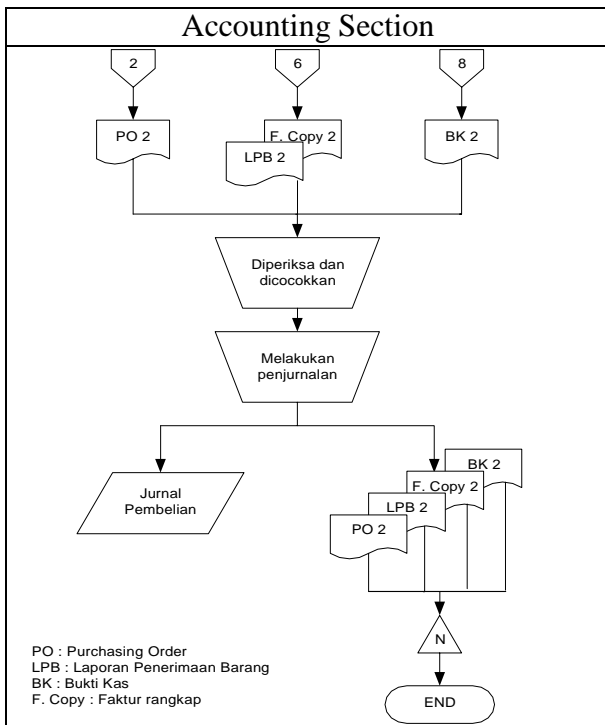 Accounting Section
2
6
8
PO 2
F. Copy 2
LPB 2
BK 2
Diperiksa dan
dicocokkan
Melakukan
penjurnalan
Jurnal
Pembelian
BK 2
F. Copy 2
LPB 2
PO 2
N
END
PO : Purchasing Order
LPB : Laporan Penerimaan Barang
BK : Bukti Kas
F. Copy : Faktur rangkap